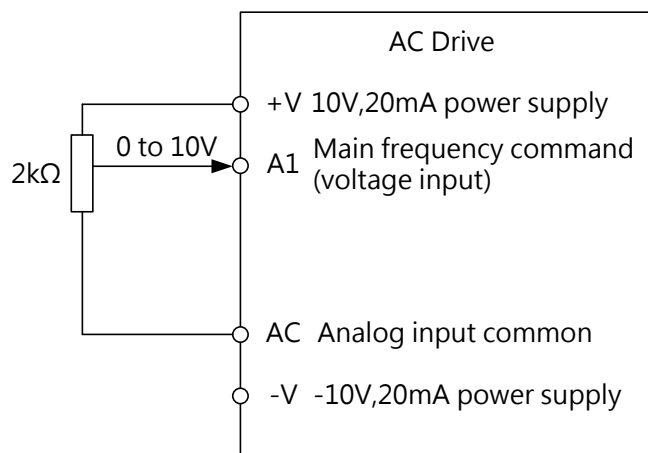 AC Drive
+V 10V,20mA power supply
0 to 10V
A1 Main frequency command
(voltage input)
2kΩ
AC Analog input common
-V -10V,20mA power supply